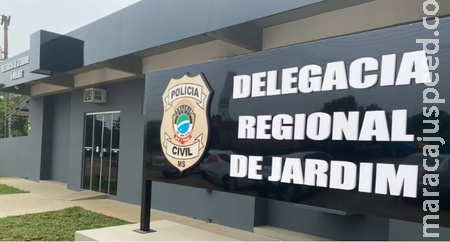 DELEGACIA
REGIONAL
DE JARDIM
POLÍCIA
CIVIL
MS
maracajuspeed.com